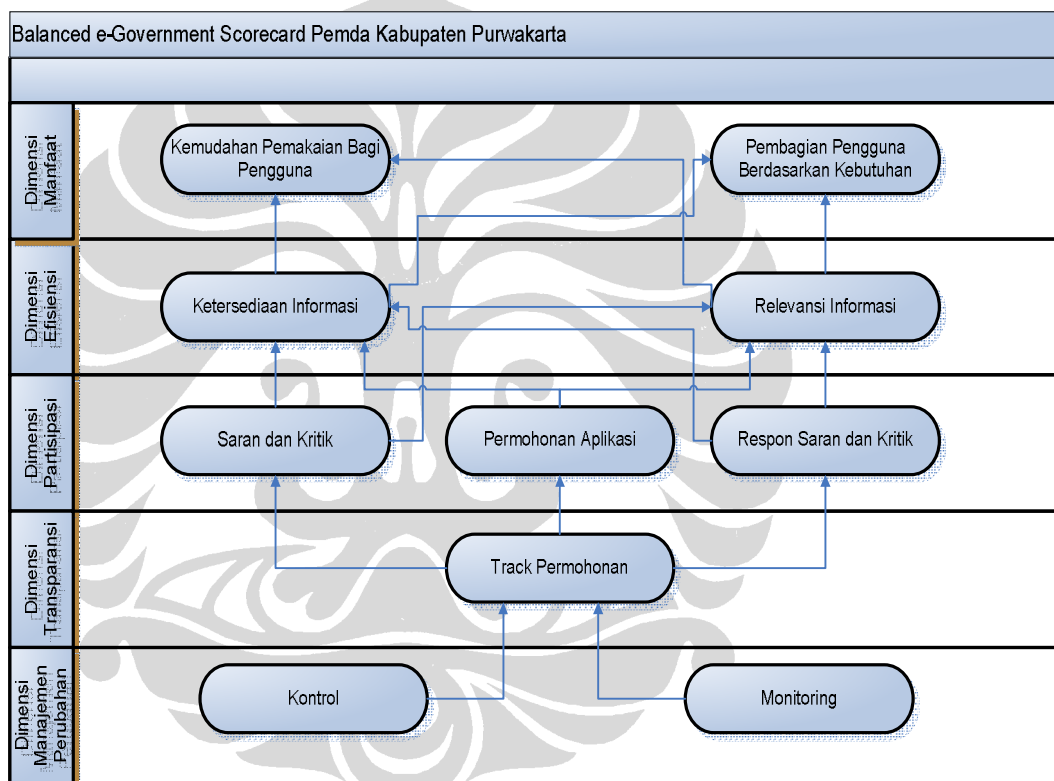 Balanced e-Government Scorecard Pemda Kabupaten Purwakarta
Dimensi
Manfaat
Kemudahan Pemakaian Bagi
Pengguna
Pembagian Pengguna
Berdasarkan Kebutuhan
Dimensi
Efisiensi
Ketersediaan Informasi
Relevansi Informasi
Dimensi
Partisipasi
Saran dan Kritik
Permohonan Aplikasi
Respon Saran dan Kritik
Dimensi
Transparansi
Track Permohonan
Dimensi
Manajemen
Perubahan
Kontrol
Monitoring